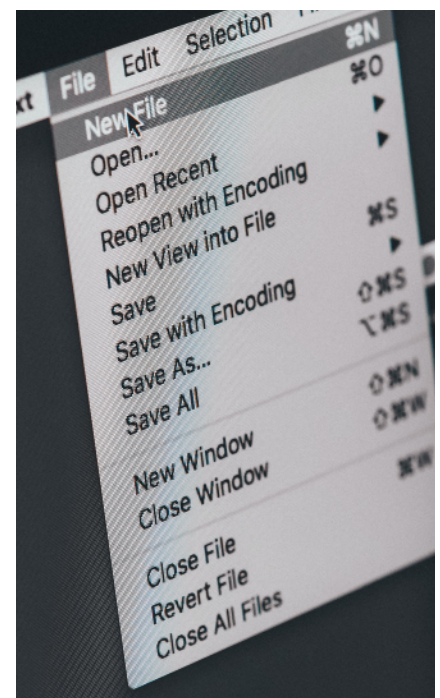 xt File Edit Selection
New File ⌘N
Open... ⌘O
Open Recent ▶
Reopen with Encoding ▶
New View into File
Save ⌘S
Save with Encoding ▶
Save As... ⇧⌘S
Save All ⌥⌘S
New Window ⇧⌘N
Close Window ⇧⌘W
Close File ⌘W
Revert File
Close All Files